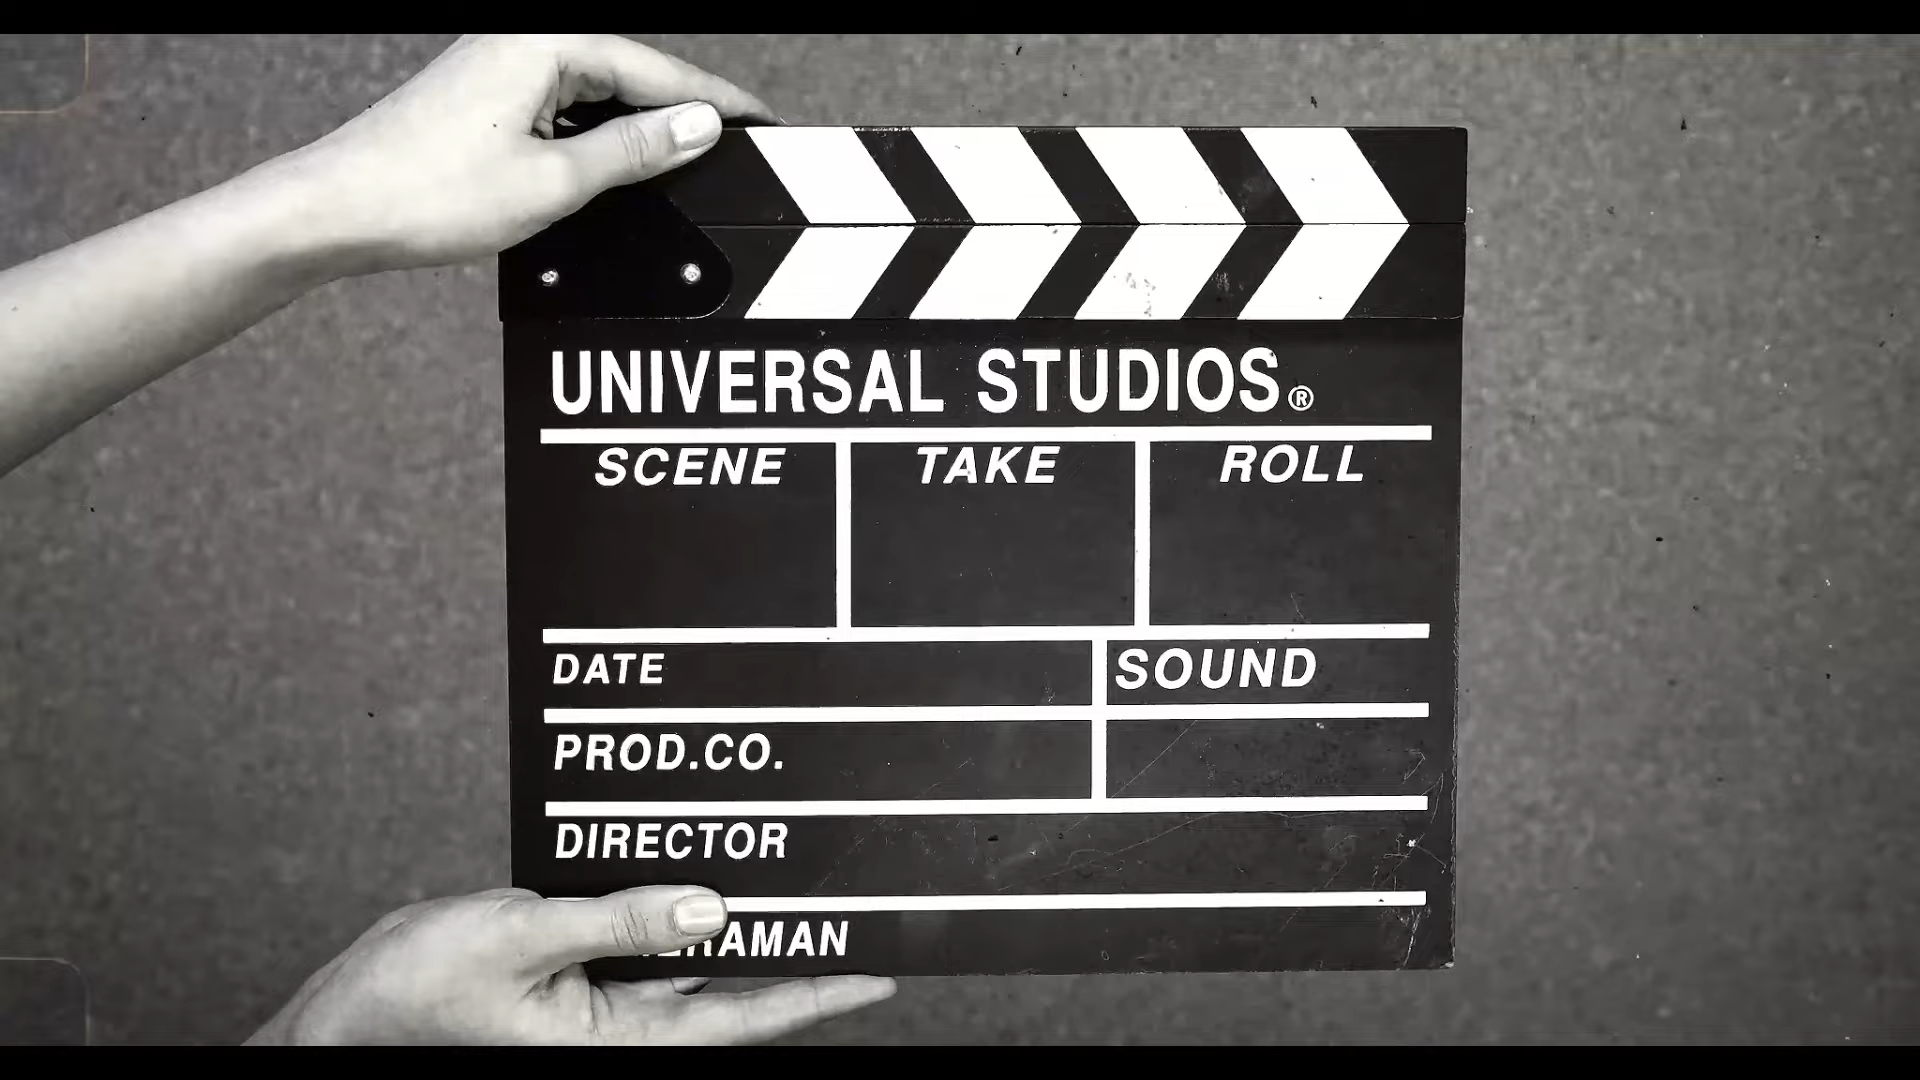 UNIVERSAL STUDIOS®
SCENE TAKE ROLL
DATE SOUND
PROD.CO.
DIRECTOR